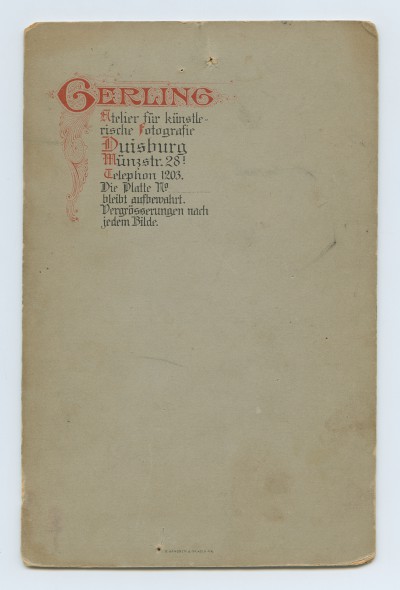 GERLING
Atelier für künstle-
rische Fotografie
Duisburg
Münzstr. 28!
Telephon 1203.
Die Platte No
bleibt aufbewahrt.
Vergrösserungen nach
jedem Bilde.